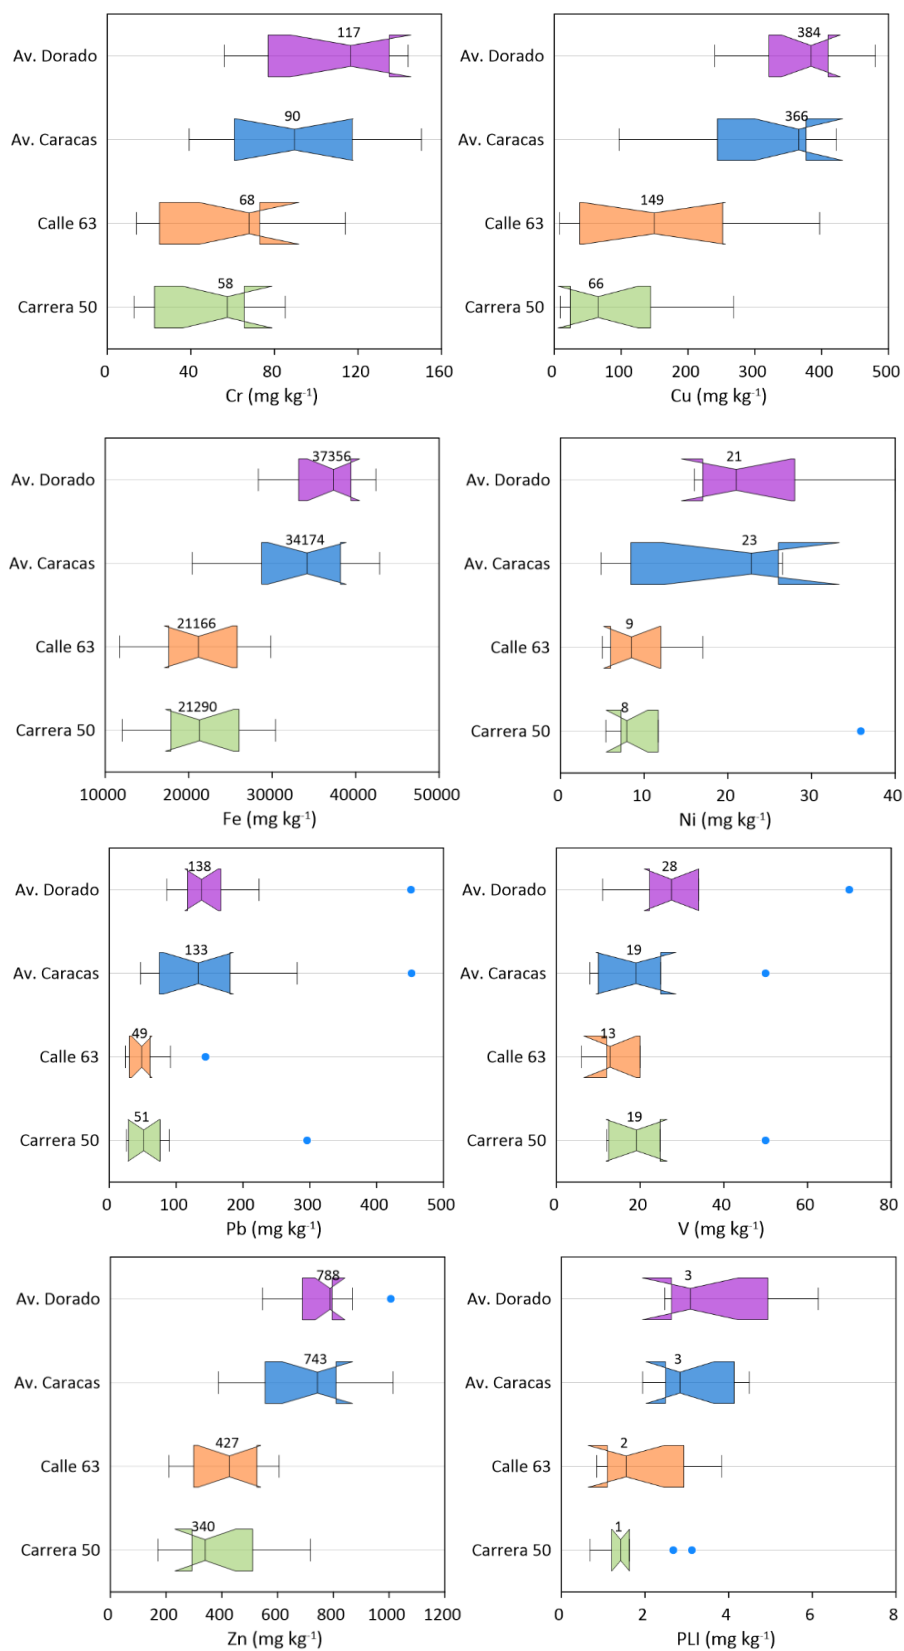 117
Av. Dorado
90
Av. Caracas
68
Calle 63
58
Carrera 50
0 40 80 120 160
Cr (mg kg⁻¹)
384
Av. Dorado
366
Av. Caracas
149
Calle 63
66
Carrera 50
0 100 200 300 400 500
Cu (mg kg⁻¹)
37356
Av. Dorado
34174
Av. Caracas
21166
Calle 63
21290
Carrera 50
10000 20000 30000 40000 50000
Fe (mg kg⁻¹)
21
Av. Dorado
23
Av. Caracas
9
Calle 63
8
Carrera 50
0 10 20 30 40
Ni (mg kg⁻¹)
138
Av. Dorado
133
Av. Caracas
49
Calle 63
51
Carrera 50
0 100 200 300 400 500
Pb (mg kg⁻¹)
28
Av. Dorado
19
Av. Caracas
13
Calle 63
19
Carrera 50
0 20 40 60 80
V (mg kg⁻¹)
788
Av. Dorado
743
Av. Caracas
427
Calle 63
340
Carrera 50
0 200 400 600 800 1000 1200
Zn (mg kg⁻¹)
3
Av. Dorado
3
Av. Caracas
2
Calle 63
1
Carrera 50
0 2 4 6 8
PLI (mg kg⁻¹)